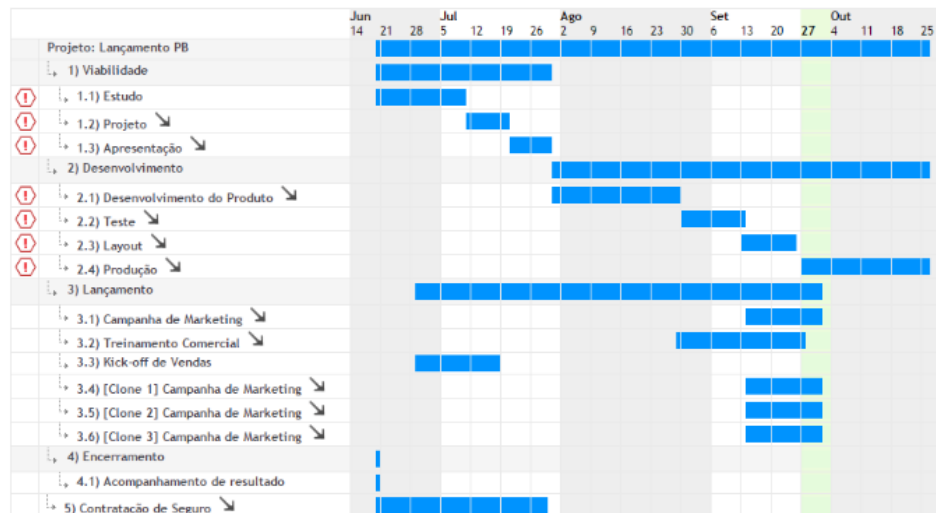 Jun Jul Ago Set Out
14 21 28 5 12 19 26 2 9 16 23 30 6 13 20 27 4 11 18 25
Projeto: Lançamento PB
1) Viabilidade
1.1) Estudo
1.2) Projeto
1.3) Apresentação
2) Desenvolvimento
2.1) Desenvolvimento do Produto
2.2) Teste
2.3) Layout
2.4) Produção
3) Lançamento
3.1) Campanha de Marketing
3.2) Treinamento Comercial
3.3) Kick-off de Vendas
3.4) [Clone 1] Campanha de Marketing
3.5) [Clone 2] Campanha de Marketing
3.6) [Clone 3] Campanha de Marketing
4) Encerramento
4.1) Acompanhamento de resultado
5) Contratação de Seguro